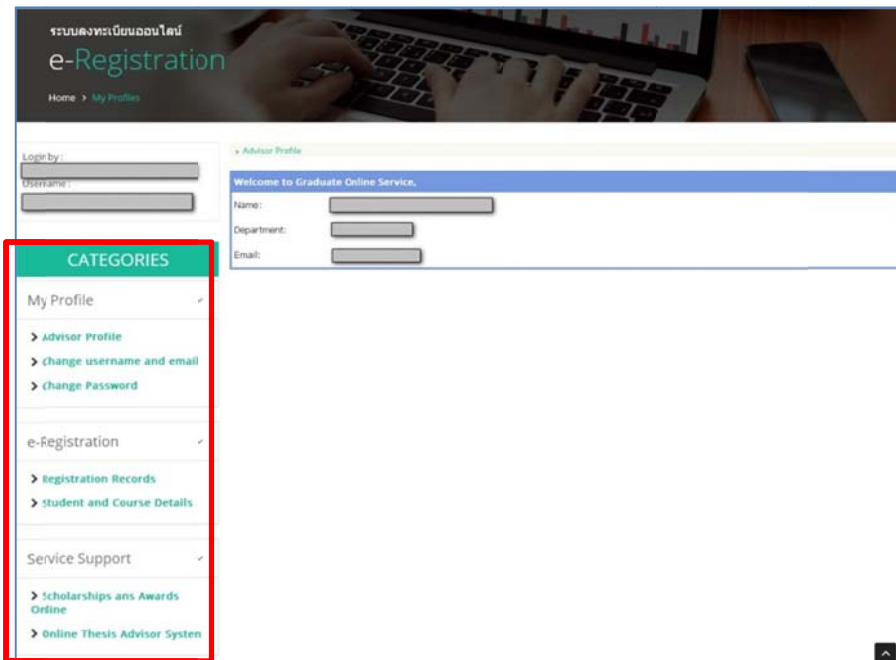 ระบบลงทะเบียนออนไลน์
e-Registration
Home > My Profiles
Login by :
Username :
> Advisor Profile
Welcome to Graduate Online Service,
Name:
Department:
Email:
CATEGORIES
My Profile
> Advisor Profile
> Change username and email
> Change Password
e-Registration
> Registration Records
> Student and Course Details
Service Support
> Scholarships ans Awards
Online
> Online Thesis Advisor System